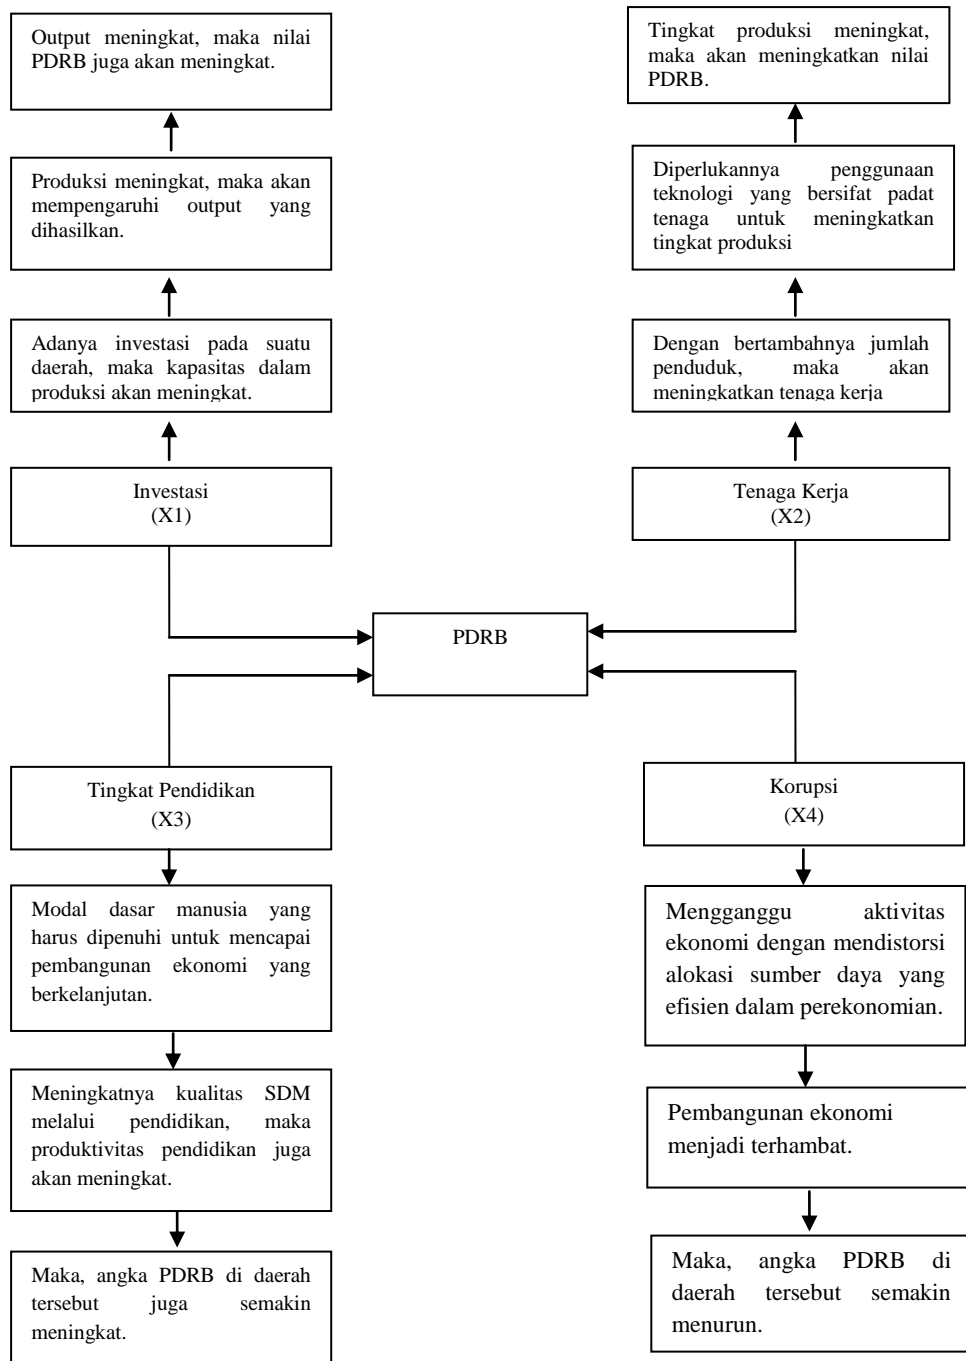 Output meningkat, maka nilai
PDRB juga akan meningkat.
Tingkat produksi meningkat,
maka akan meningkatkan nilai
PDRB.
Produksi meningkat, maka akan
mempengaruhi output yang
dihasilkan.
Diperlukannya penggunaan
teknologi yang bersifat padat
tenaga untuk meningkatkan
tingkat produksi
Adanya investasi pada suatu
daerah, maka kapasitas dalam
produksi akan meningkat.
Dengan bertambahnya jumlah
penduduk, maka akan
meningkatkan tenaga kerja
Investasi
(X1)
Tenaga Kerja
(X2)
PDRB
Tingkat Pendidikan
(X3)
Korupsi
(X4)
Modal dasar manusia yang
harus dipenuhi untuk mencapai
pembangunan ekonomi yang
berkelanjutan.
Mengganggu aktivitas
ekonomi dengan mendistorsi
alokasi sumber daya yang
efisien dalam perekonomian.
Meningkatnya kualitas SDM
melalui pendidikan, maka
produktivitas pendidikan juga
akan meningkat.
Pembangunan ekonomi
menjadi terhambat.
Maka, angka PDRB di daerah
tersebut juga semakin
meningkat.
Maka, angka PDRB di
daerah tersebut semakin
menurun.